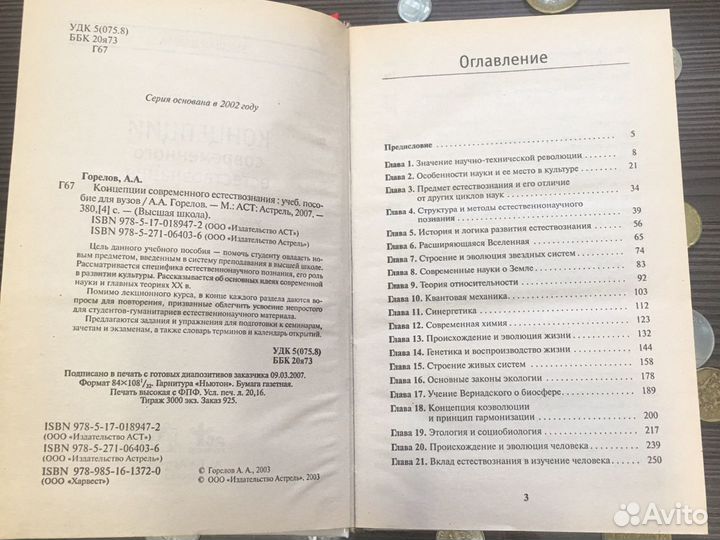 УДК 5(075.8)
ББК 20я73
Г67
Серия основана в 2002 году
Горелов, А.А.
Г67 Концепции современного естествознания : учеб. посо-
бие для вузов / А.А. Горелов. — М.: АСТ: Астрель, 2007. —
380,[4] с. — (Высшая школа).
ISBN 978-5-17-018947-2 (ООО «Издательство АСТ»)
ISBN 978-5-271-06403-6 (ООО «Издательство Астрель»)
Цель данного учебного пособия — помочь студенту овладеть
новым предметом, введенным в систему преподавания в высшей школе.
Рассматривается специфика естественнонаучного познания, его роль
в развитии культуры. Рассказывается об основных идеях современной
науки и главных теориях XX в.
Помимо лекционного курса, в конце каждого раздела даются во-
просы для повторения, призванные облегчить усвоение непростого
для студентов-гуманитариев естественнонаучного материала.
Предлагаются задания и упражнения для подготовки к семинарам,
зачетам и экзаменам, а также словарь терминов и календарь открытий.
УДК 5(075.8)
ББК 20я73
Подписано в печать с готовых диапозитивов заказчика 09.03.2007.
Формат 84×108 1/32. Гарнитура «Ньютон». Бумага газетная.
Печать высокая с ФПФ. Усл. печ. л. 20,16.
Тираж 3000 экз. Заказ 925.
ISBN 978-5-17-018947-2
(ООО «Издательство АСТ»)
ISBN 978-5-271-06403-6
(ООО «Издательство Астрель»)
ISBN 978-985-16-1372-0
(ООО «Харвест»)
© Горелов А. А., 2003
© ООО «Издательство Астрель», 2003
Оглавление
Предисловие 5
Глава 1. Значение научно-технической революции 8
Глава 2. Особенности науки и ее место в культуре 21
Глава 3. Предмет естествознания и его отличие
от других циклов наук 34
Глава 4. Структура и методы естественнонаучного
познания 39
Глава 5. История и логика развития естествознания 56
Глава 6. Расширяющаяся Вселенная 64
Глава 7. Строение и эволюция звездных систем 74
Глава 8. Современные науки о Земле 83
Глава 9. Теория относительности 92
Глава 10. Квантовая механика 103
Глава 11. Синергетика 112
Глава 12. Современная химия 123
Глава 13. Происхождение и эволюция жизни 132
Глава 14. Генетика и воспроизводство жизни 144
Глава 15. Строение живых систем 158
Глава 16. Основные законы экологии 178
Глава 17. Учение Вернадского о биосфере 189
Глава 18. Концепция коэволюции
и принцип гармонизации 200
Глава 19. Этология и социобиология 217
Глава 20. Происхождение и эволюция человека 239
Глава 21. Вклад естествознания в изучение человека 250
3
Avito